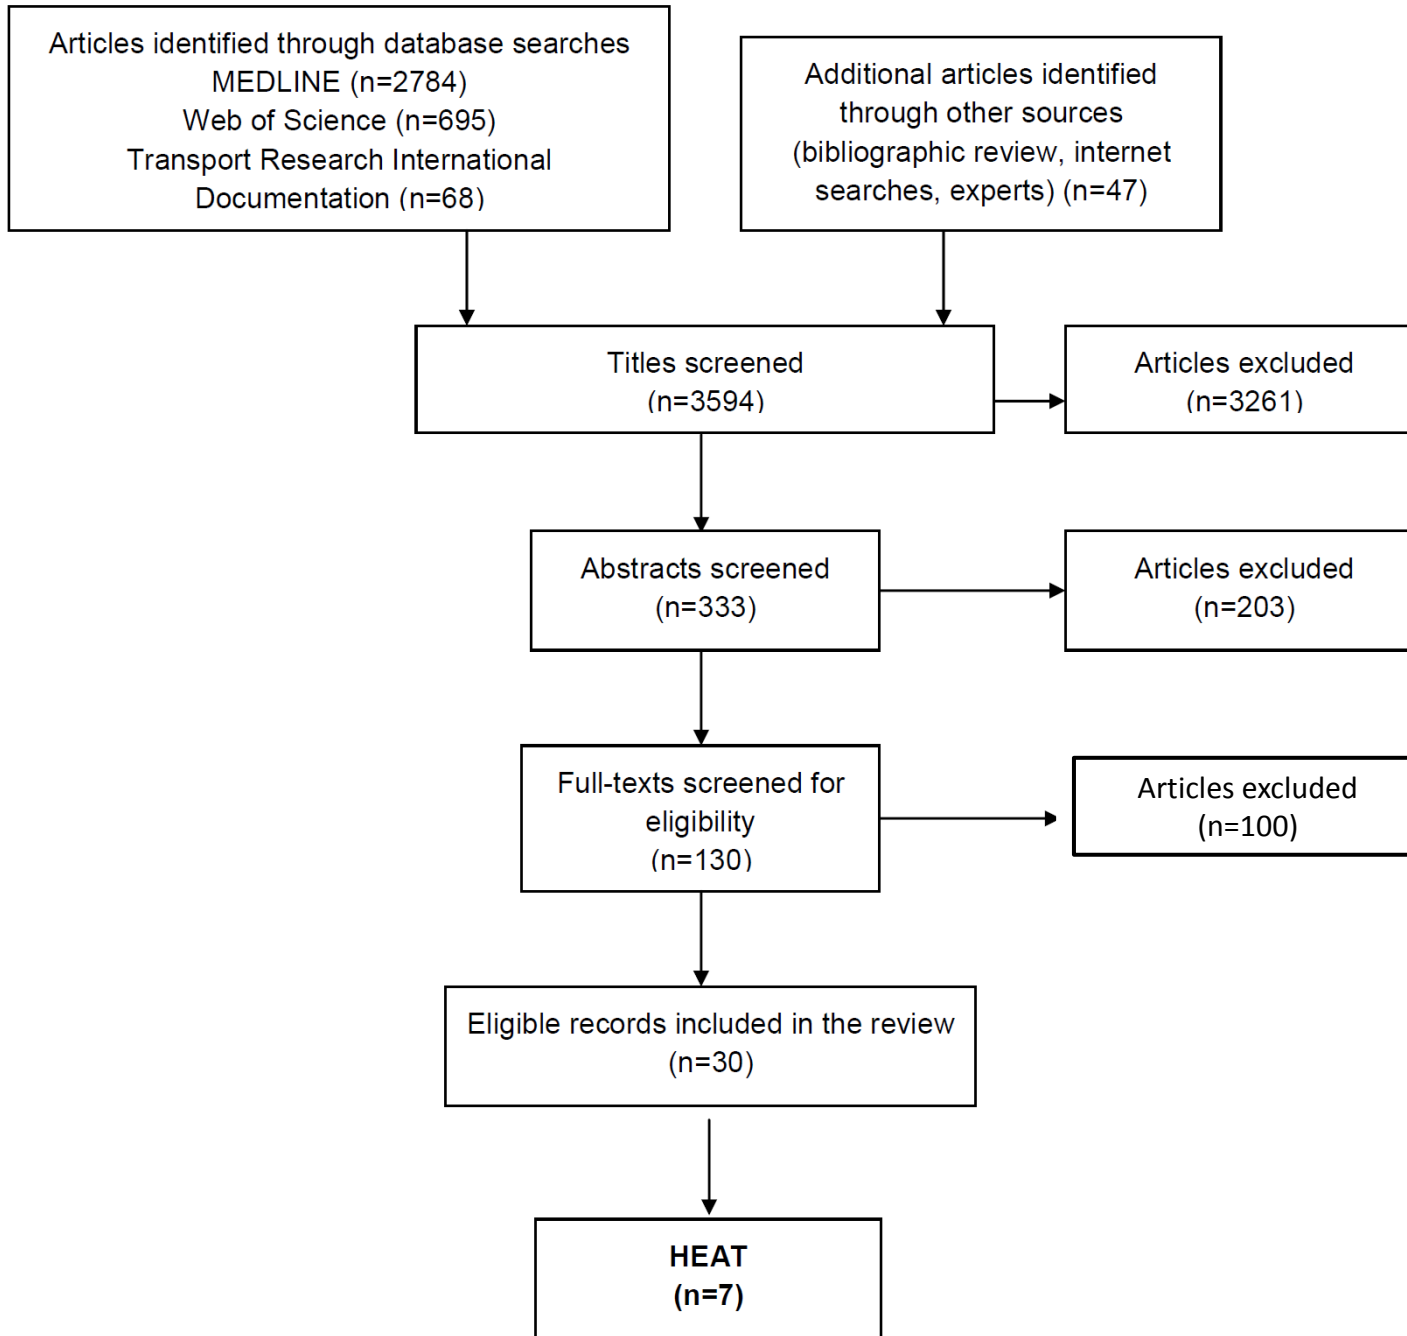 Articles identified through database searches
MEDLINE (n=2784)
Web of Science (n=695)
Transport Research International
Documentation (n=68)
Additional articles identified
through other sources
(bibliographic review, internet
searches, experts) (n=47)
Titles screened
(n=3594)
Articles excluded
(n=3261)
Abstracts screened
(n=333)
Articles excluded
(n=203)
Full-texts screened for
eligibility
(n=130)
Articles excluded
(n=100)
Eligible records included in the review
(n=30)
HEAT
(n=7)